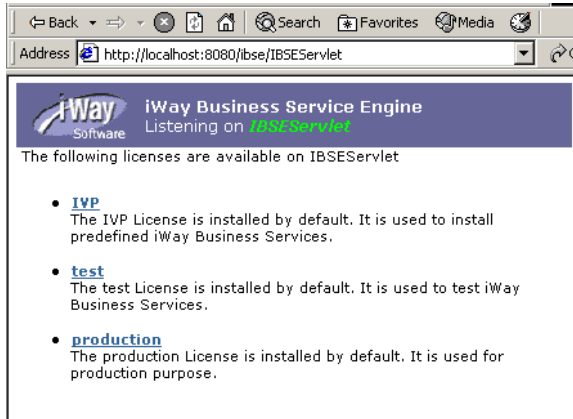 Back Search Favorites Media
Address http://localhost:8080/ibse/IBSEServlet
iWay Software
iWay Business Service Engine
Listening on IBSEServlet
The following licenses are available on IBSEServlet
IVP
The IVP License is installed by default. It is used to install
predefined iWay Business Services.
test
The test License is installed by default. It is used to test iWay
Business Services.
production
The production License is installed by default. It is used for
production purpose.